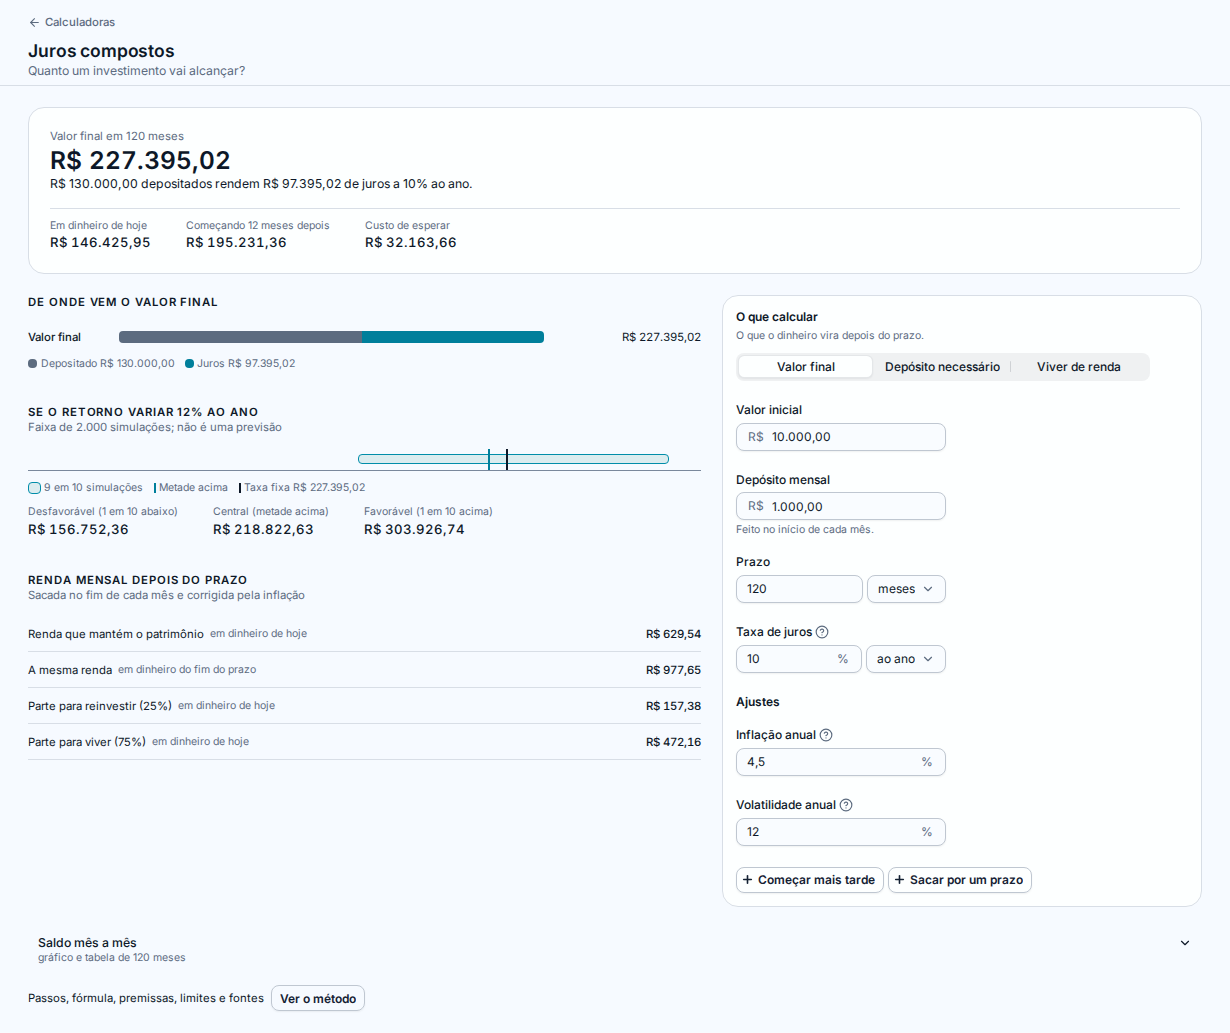 Calculadoras
Juros compostos
Quanto um investimento vai alcançar?
Valor final em 120 meses
R$ 227.395,02
R$ 130.000,00 depositados rendem R$ 97.395,02 de juros a 10% ao ano.
Em dinheiro de hoje
R$ 146.425,95
Começando 12 meses depois
R$ 195.231,36
Custo de esperar
R$ 32.163,66
DE ONDE VEM O VALOR FINAL
Valor final
R$ 227.395,02
Depositado R$ 130.000,00
Juros R$ 97.395,02
SE O RETORNO VARIAR 12% AO ANO
Faixa de 2.000 simulações; não é uma previsão
9 em 10 simulações
Metade acima
Taxa fixa R$ 227.395,02
Desfavorável (1 em 10 abaixo)
R$ 156.752,36
Central (metade acima)
R$ 218.822,63
Favorável (1 em 10 acima)
R$ 303.926,74
RENDA MENSAL DEPOIS DO PRAZO
Sacada no fim de cada mês e corrigida pela inflação
Renda que mantém o patrimônio em dinheiro de hoje R$ 629,54
A mesma renda em dinheiro do fim do prazo R$ 977,65
Parte para reinvestir (25%) em dinheiro de hoje R$ 157,38
Parte para viver (75%) em dinheiro de hoje R$ 472,16
O que calcular
O que o dinheiro vira depois do prazo.
Valor final
Depósito necessário
Viver de renda
Valor inicial
R$ 10.000,00
Depósito mensal
R$ 1.000,00
Feito no início de cada mês.
Prazo
120
meses
Taxa de juros ?
10 %
ao ano
Ajustes
Inflação anual ?
4,5 %
Volatilidade anual ?
12 %
+ Começar mais tarde
+ Sacar por um prazo
Saldo mês a mês
gráfico e tabela de 120 meses
Passos, fórmula, premissas, limites e fontes
Ver o método